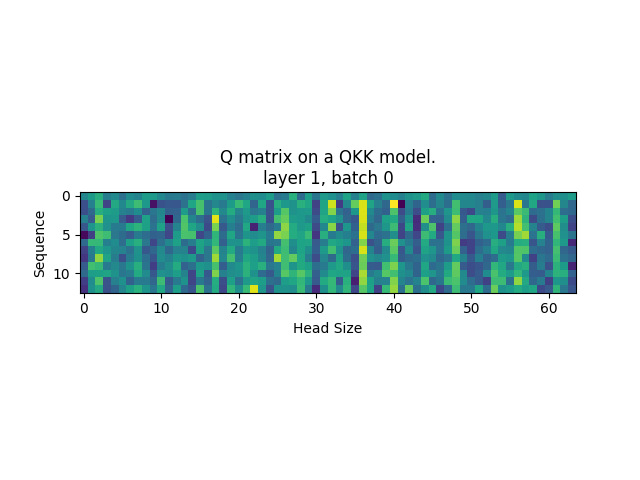 Q matrix on a QKK model.
layer 1, batch 0
0
5
10
Sequence
0 10 20 30 40 50 60
Head Size